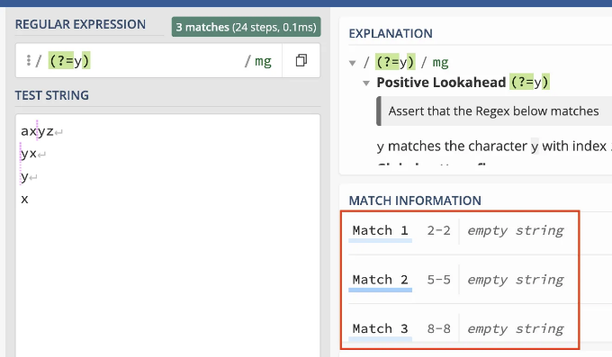 REGULAR EXPRESSION
3 matches (24 steps, 0.1ms)
/ (?=y) / mg
TEST STRING
axyz↵
yx↵
y↵
x
EXPLANATION
/ (?=y) / mg
Positive Lookahead (?=y)
Assert that the Regex below matches
y matches the character y with index
MATCH INFORMATION
Match 1 2-2 empty string
Match 2 5-5 empty string
Match 3 8-8 empty string